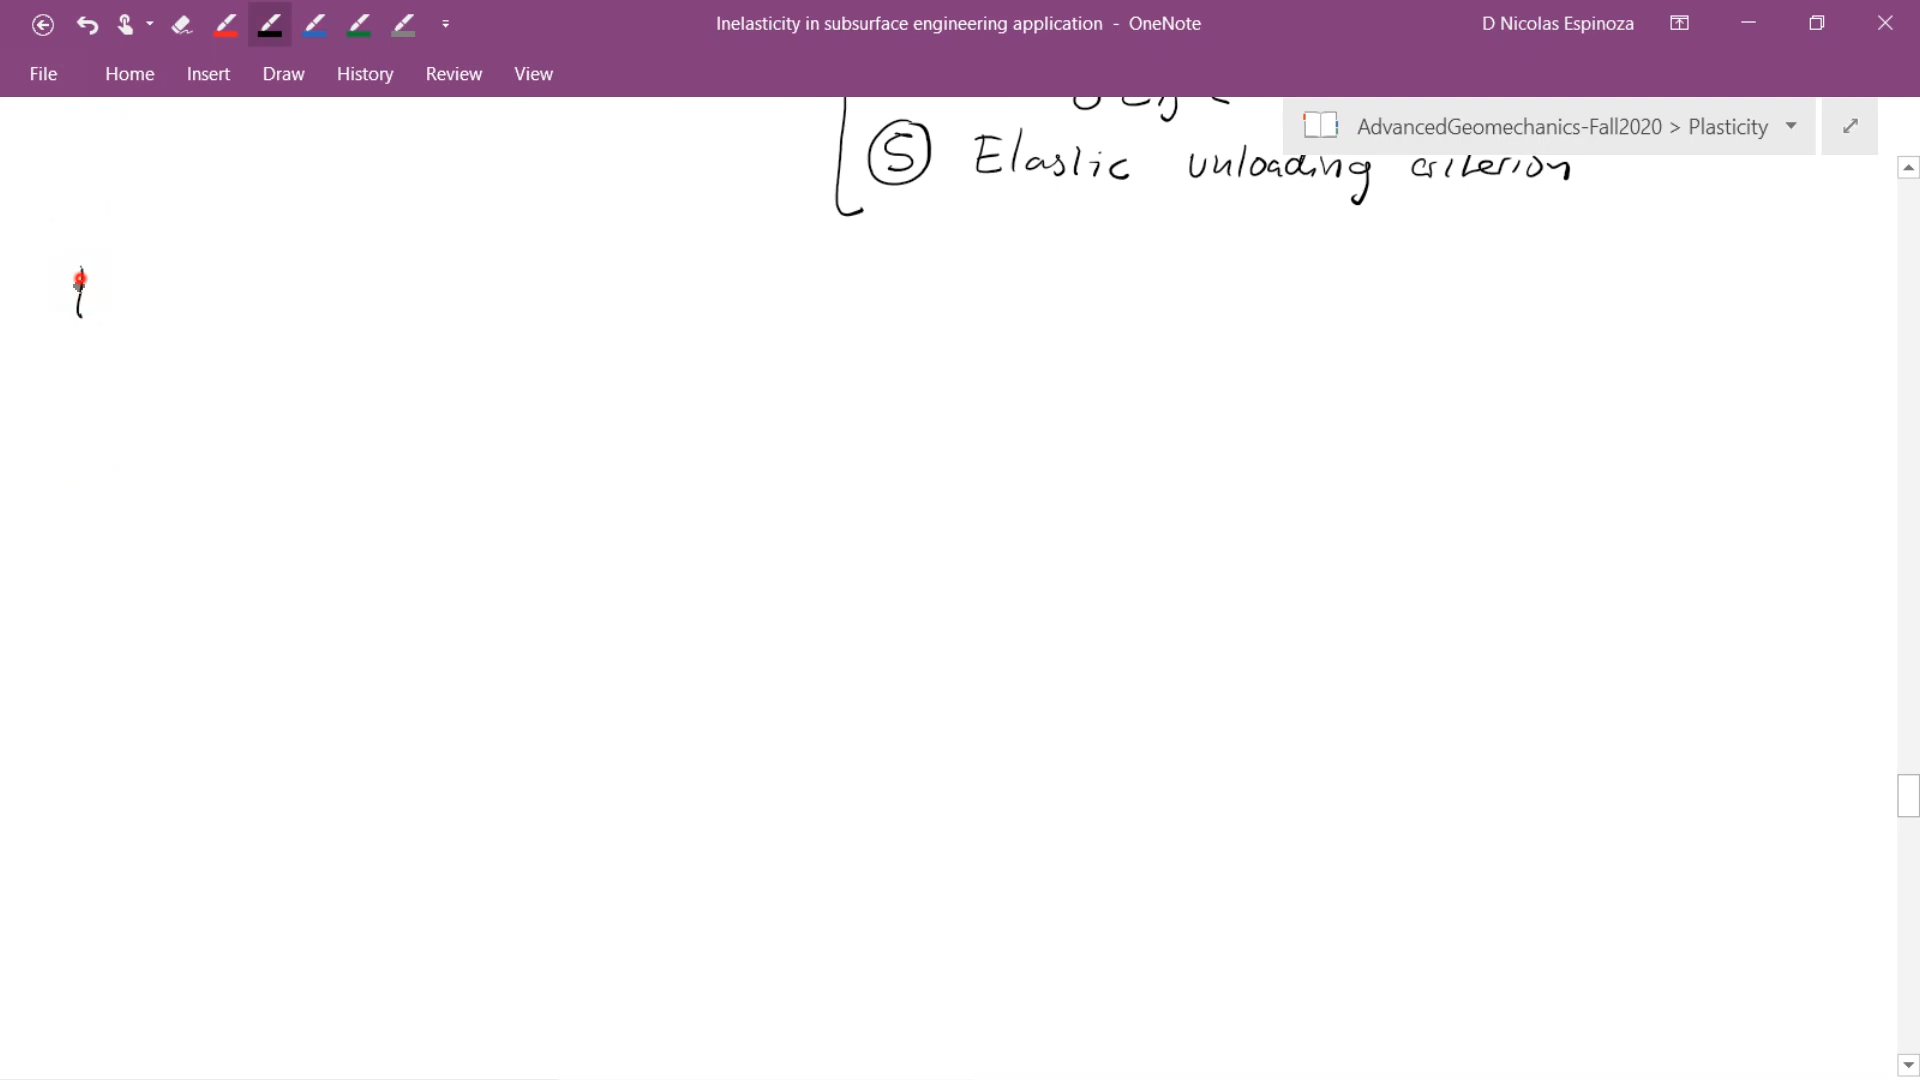 Inelasticity in subsurface engineering application - OneNote
D Nicolas Espinoza
File Home Insert Draw History Review View
AdvancedGeomechanics-Fall2020 > Plasticity
⑤ Elastic unloading criterion